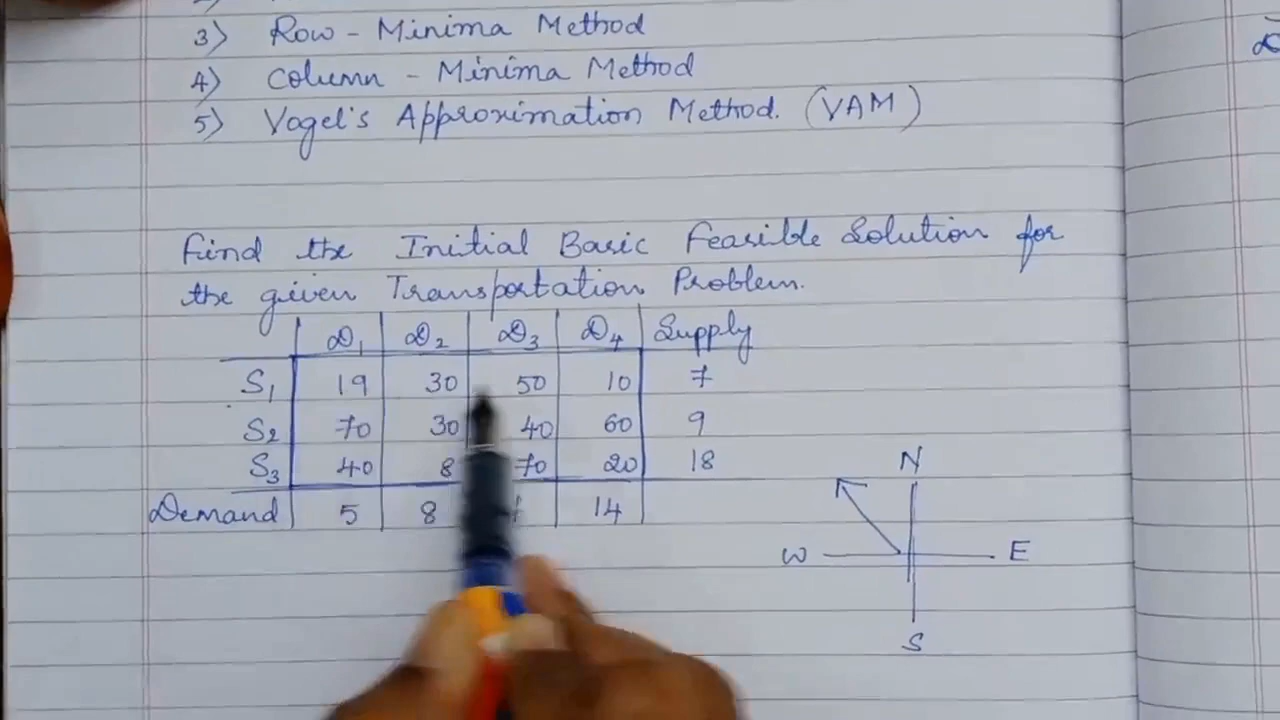 3) Row - Minima Method
4) Column - Minima Method
5) Vogel's Approximation Method. (VAM)
Find the Initial Basic Feasible Solution for
the given Transportation Problem.
D1 D2 D3 D4 Supply
S1 19 30 50 10 7
S2 70 30 40 60 9
S3 40 8 70 20 18
Demand 5 8 14
N
W E
S